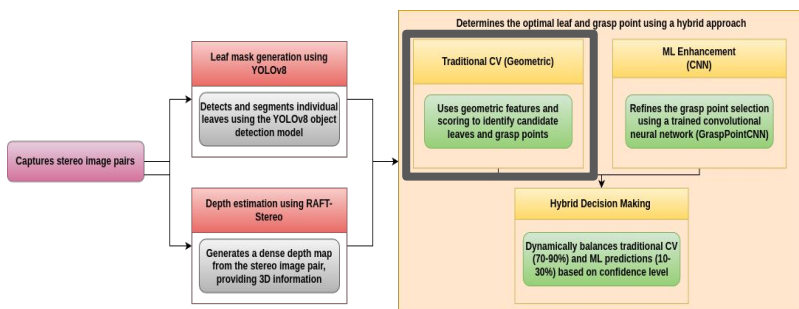 Determines the optimal leaf and grasp point using a hybrid approach
Leaf mask generation using
YOLOv8
Detects and segments individual
leaves using the YOLOv8 object
detection model
Traditional CV (Geometric)
Uses geometric features and
scoring to identify candidate
leaves and grasp points
ML Enhancement
(CNN)
Refines the grasp point selection
using a trained convolutional
neural network (GraspPointCNN)
Captures stereo image pairs
Depth estimation using RAFT-
Stereo
Generates a dense depth map
from the stereo image pair,
providing 3D information
Hybrid Decision Making
Dynamically balances traditional CV
(70-90%) and ML predictions (10-
30%) based on confidence level